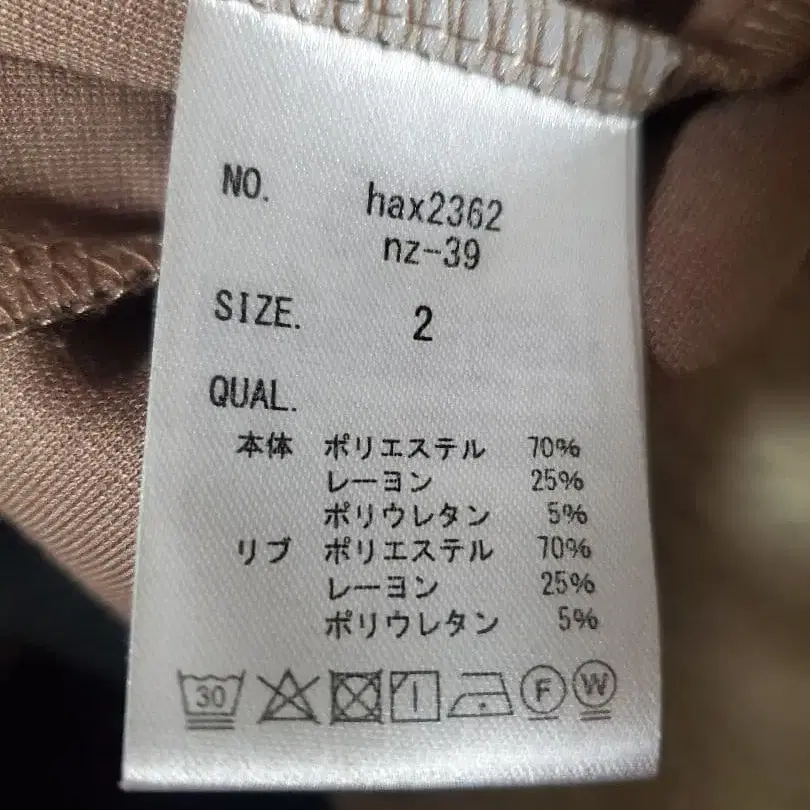 NO. hax2362
nz-39
SIZE. 2
QUAL.
本体 ポリエステル 70%
レーヨン 25%
ポリウレタン 5%
リブ ポリエステル 70%
レーヨン 25%
ポリウレタン 5%
30 F W